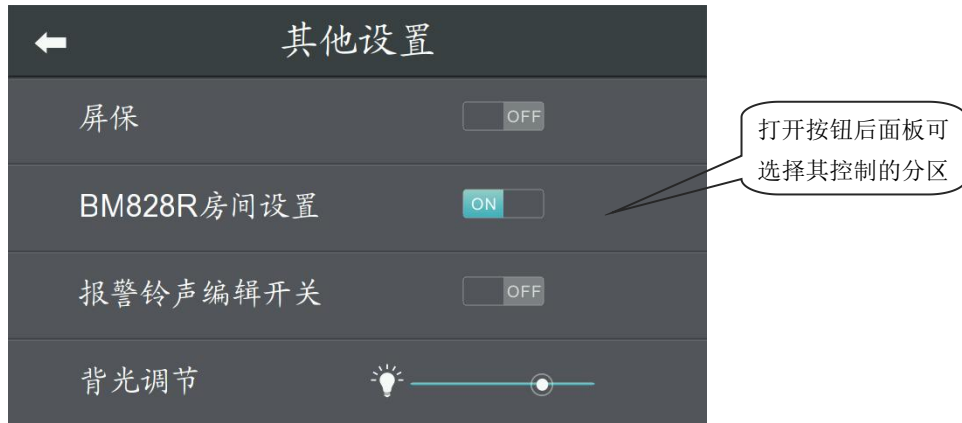 其他设置
屏保
OFF
BM828R房间设置
ON
打开按钮后面板可
选择其控制的分区
报警铃声编辑开关
OFF
背光调节